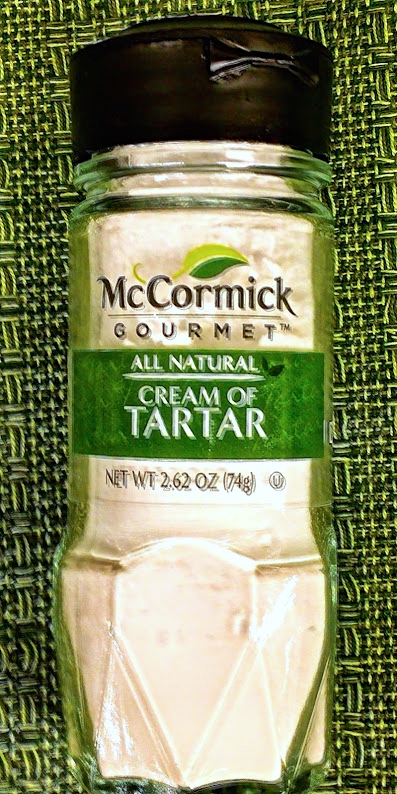 McCormick
GOURMET™
ALL NATURAL
CREAM OF
TARTAR
NET WT 2.62 OZ (74g) U